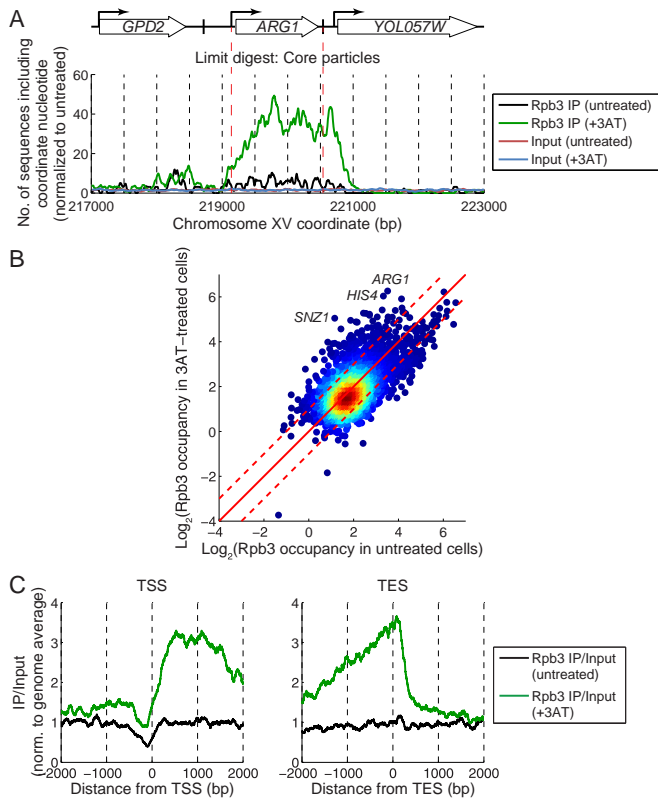 A
GPD2
ARG1
YOL057W
Limit digest: Core particles
No. of sequences including
coordinate nucleotide
(normalized to untreated)
60
40
20
0
217000
219000
221000
223000
Chromosome XV coordinate (bp)
Rpb3 IP (untreated)
Rpb3 IP (+3AT)
Input (untreated)
Input (+3AT)
B
Log2(Rpb3 occupancy in 3AT−treated cells)
6
4
2
0
−2
−4
ARG1
HIS4
SNZ1
−4
−2
0
2
4
6
Log2(Rpb3 occupancy in untreated cells)
C
TSS
TES
IP/Input
(norm. to genome average)
4
3
2
1
0
−2000
−1000
0
1000
2000
Distance from TSS (bp)
4
3
2
1
0
−2000
−1000
0
1000
2000
Distance from TES (bp)
Rpb3 IP/Input
(untreated)
Rpb3 IP/Input
(+3AT)